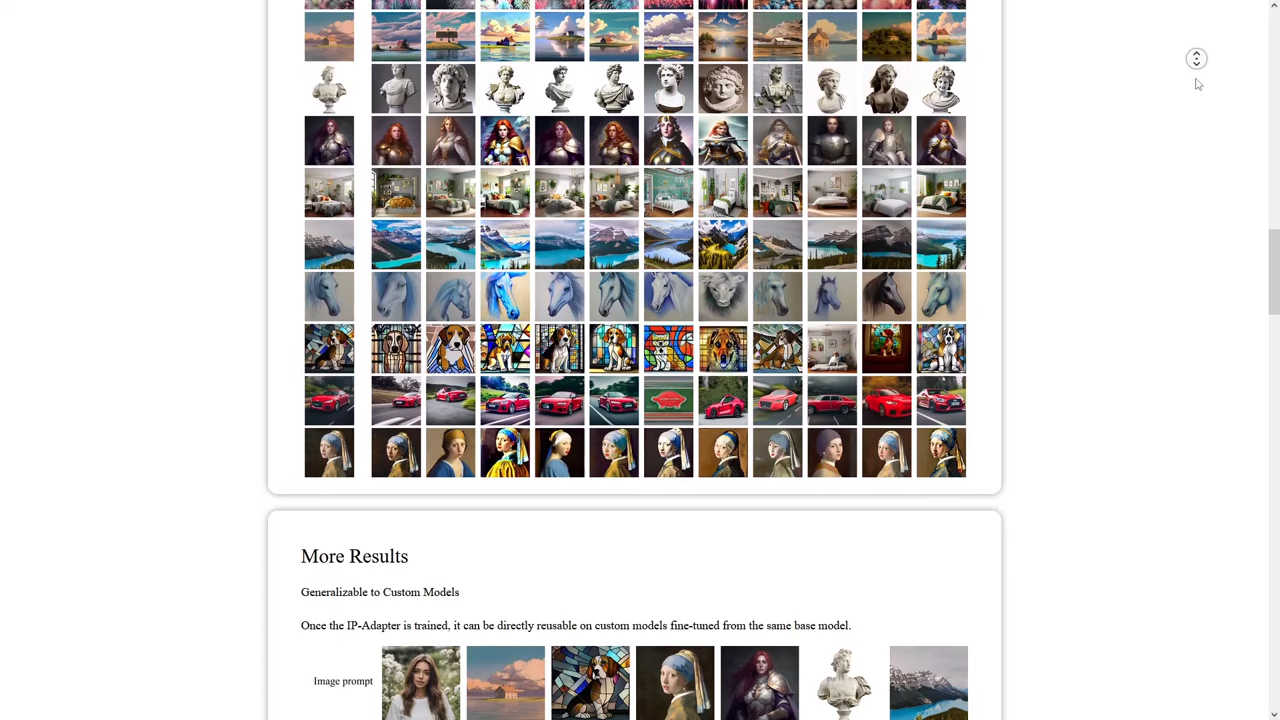 More Results
Generalizable to Custom Models
Once the IP-Adapter is trained, it can be directly reusable on custom models fine-tuned from the same base model.
Image prompt